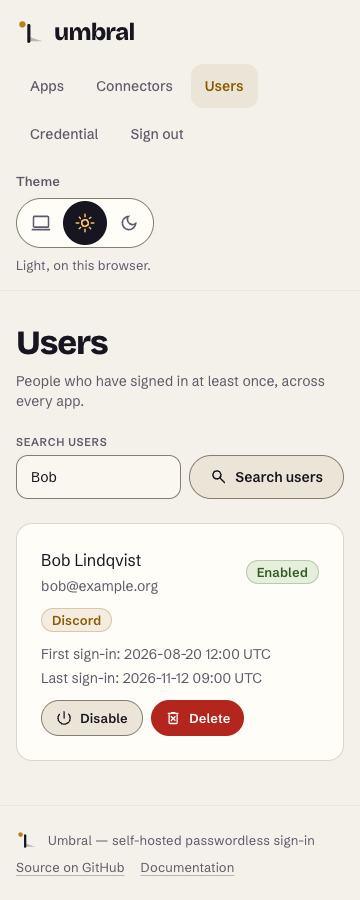 umbral
Apps Connectors Users
Credential Sign out
Theme
Light, on this browser.
Users
People who have signed in at least once, across
every app.
SEARCH USERS
Bob Search users
Bob Lindqvist
Enabled
bob@example.org
Discord
First sign-in: 2026-08-20 12:00 UTC
Last sign-in: 2026-11-12 09:00 UTC
Disable Delete
Umbral — self-hosted passwordless sign-in
Source on GitHub Documentation